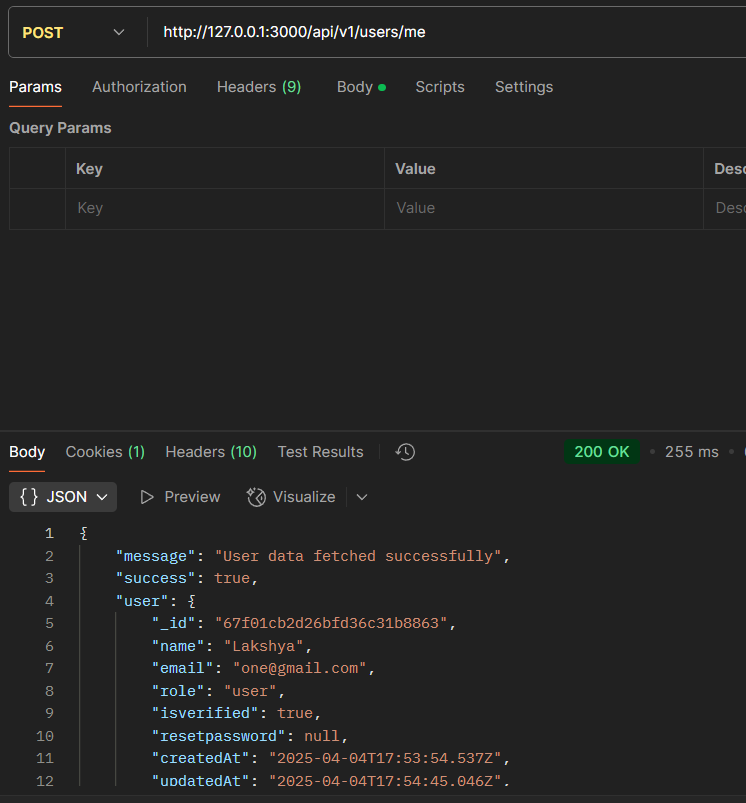 POST http://127.0.0.1:3000/api/v1/users/me
Params Authorization Headers (9) Body Scripts Settings
Query Params
Key Value Desc
Key Value Desc
Body Cookies (1) Headers (10) Test Results 200 OK 255 ms
{} JSON Preview Visualize
1 {
2 "message": "User data fetched successfully",
3 "success": true,
4 "user": {
5 "_id": "67f01cb2d26bfd36c31b8863",
6 "name": "Lakshya",
7 "email": "one@gmail.com",
8 "role": "user",
9 "isverified": true,
10 "resetpassword": null,
11 "createdAt": "2025-04-04T17:53:54.537Z",
12 "updatedAt": "2025-04-04T17:54:45.046Z",